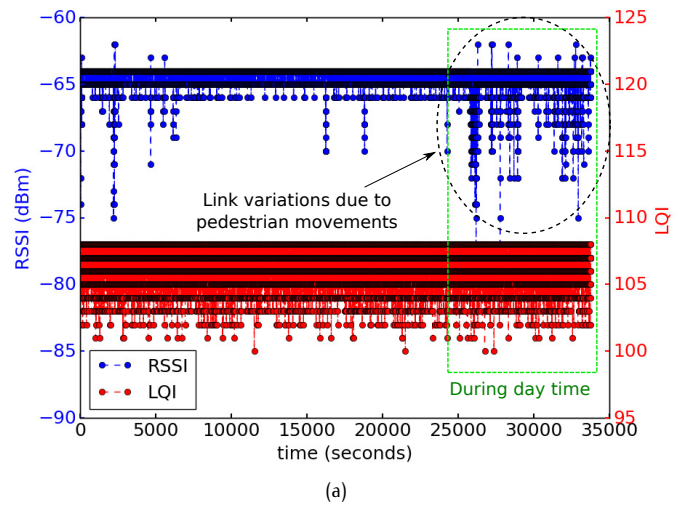 −60
−65
−70
−75
−80
−85
−90
RSSI (dBm)
125
120
115
110
105
100
95
LQI
Link variations due to
pedestrian movements
RSSI
LQI
During day time
0
5000
10000
15000
20000
25000
30000
35000
time (seconds)
(a)